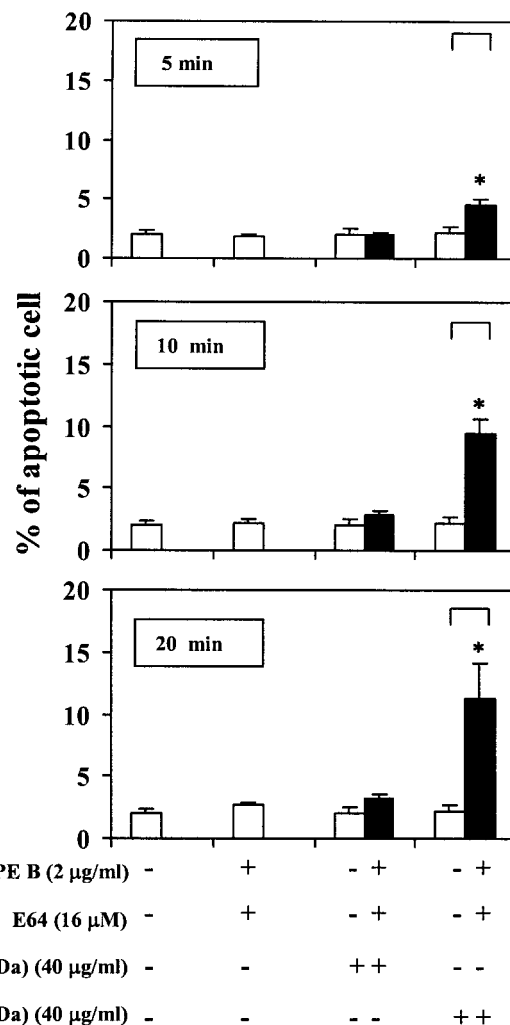 20
5 min
15
10
*
5
0
20
10 min
15
*
10
5
0
% of apoptotic cell
20
20 min
15
*
10
5
0
PE B (2 µg/ml) - + - + - +
E64 (16 µM) - + - + - +
Da) (40 µg/ml) - - + + - -
Da) (40 µg/ml) - - - - + +